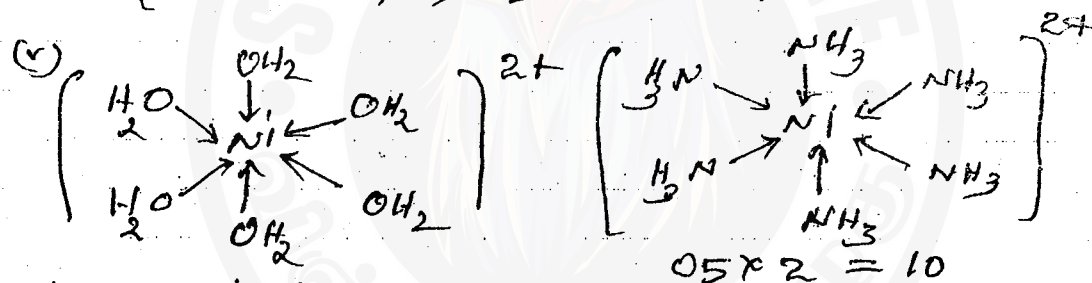 (v) [H2O OH2 OH2 Ni H2O OH2 OH2]2+ [H3N NH3 NH3 Ni H3N NH3 NH3]2+
05 x 2 = 10